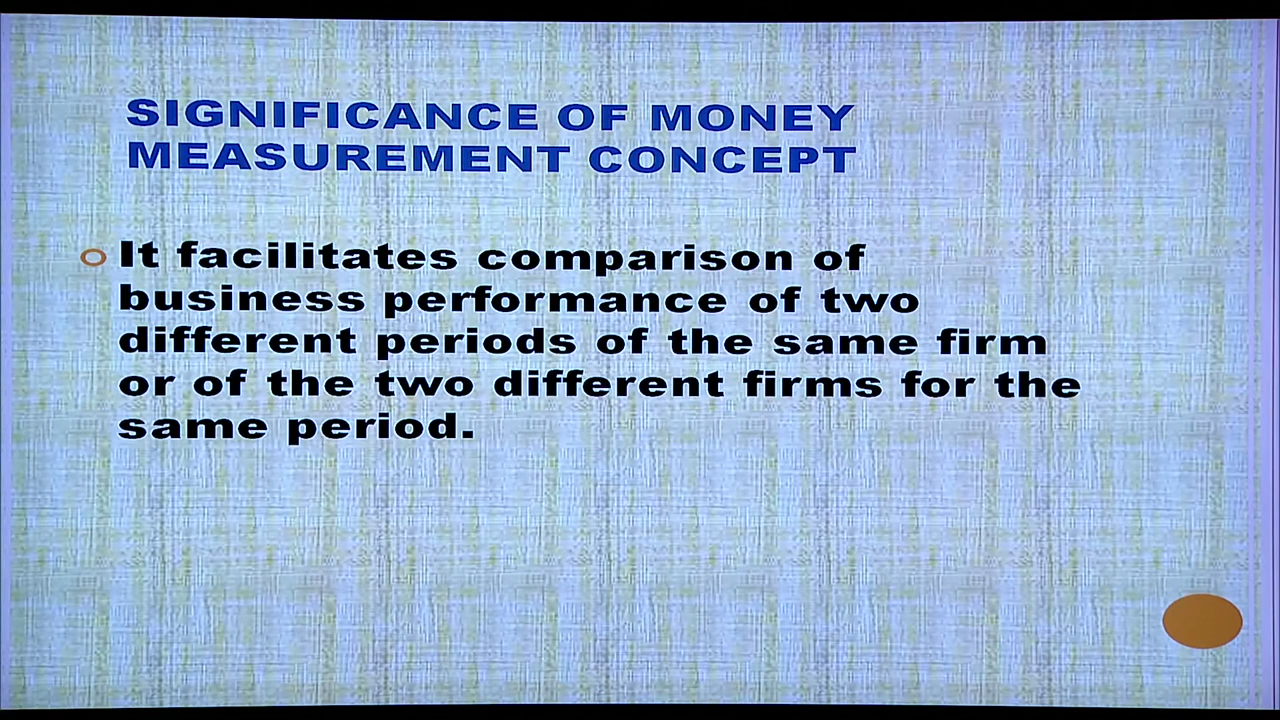 SIGNIFICANCE OF MONEY
MEASUREMENT CONCEPT
It facilitates comparison of
business performance of two
different periods of the same firm
or of the two different firms for the
same period.